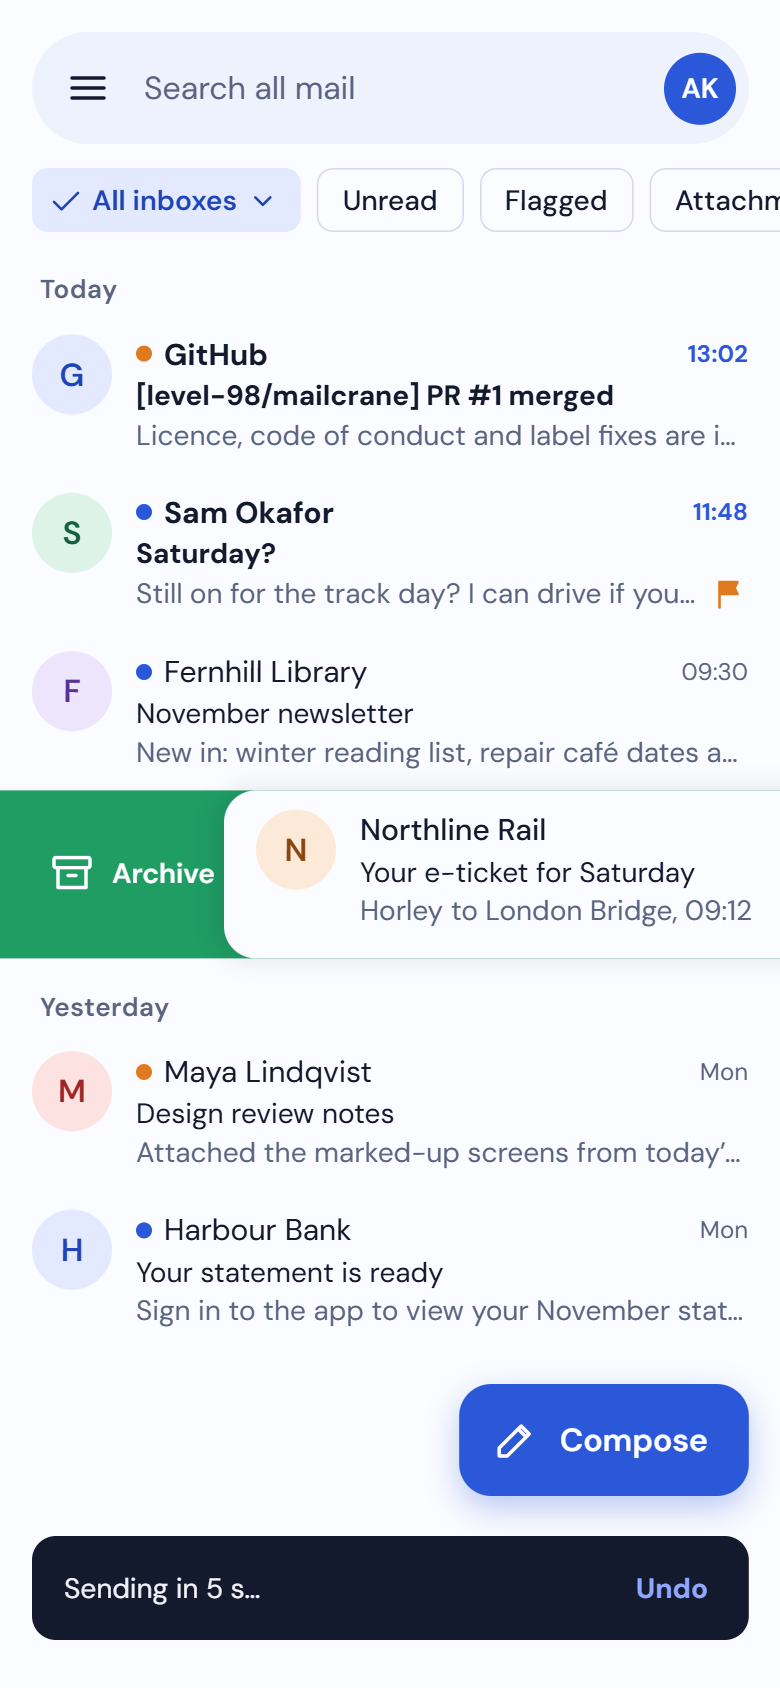 Search all mail
AK
All inboxes
Unread
Flagged
Attachm
Today
G
GitHub
13:02
[level-98/mailcrane] PR #1 merged
Licence, code of conduct and label fixes are i...
S
Sam Okafor
11:48
Saturday?
Still on for the track day? I can drive if you...
F
Fernhill Library
09:30
November newsletter
New in: winter reading list, repair café dates a...
Archive
N
Northline Rail
Your e-ticket for Saturday
Horley to London Bridge, 09:12
Yesterday
M
Maya Lindqvist
Mon
Design review notes
Attached the marked-up screens from today’...
H
Harbour Bank
Mon
Your statement is ready
Sign in to the app to view your November stat...
Compose
Sending in 5 s...
Undo